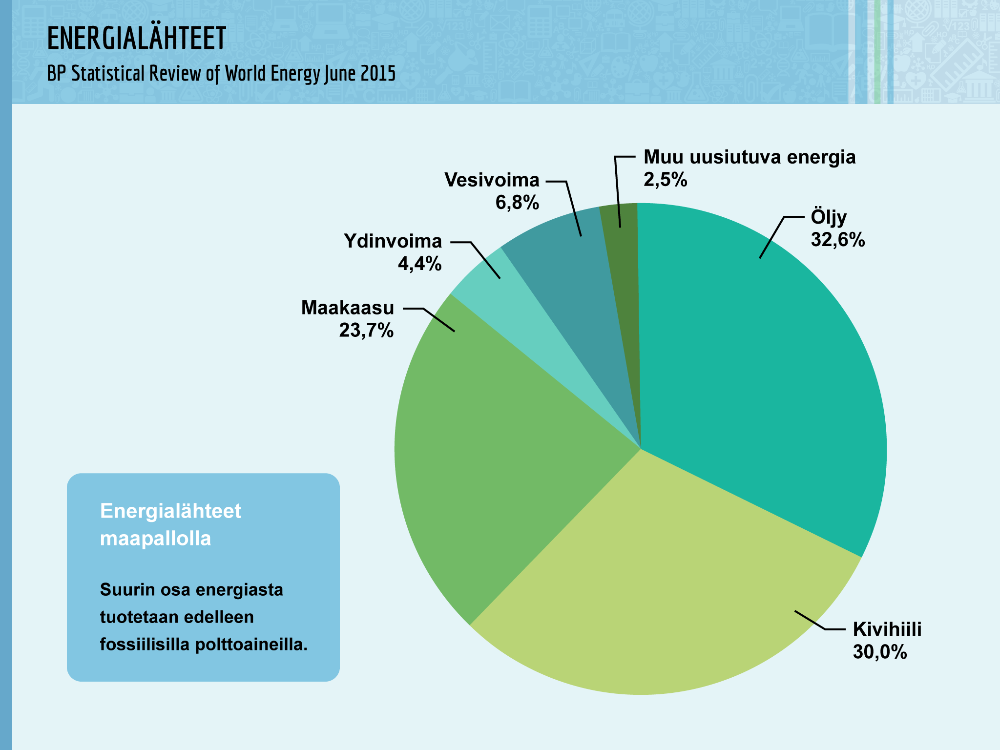 ENERGIALÄHTEET
BP Statistical Review of World Energy June 2015
Muu uusiutuva energia
2,5%
Vesivoima
6,8%
Öljy
32,6%
Ydinvoima
4,4%
Maakaasu
23,7%
Energialähteet
maapallolla
Suurin osa energiasta
tuotetaan edelleen
fossiilisilla polttoaineilla.
Kivihiili
30,0%